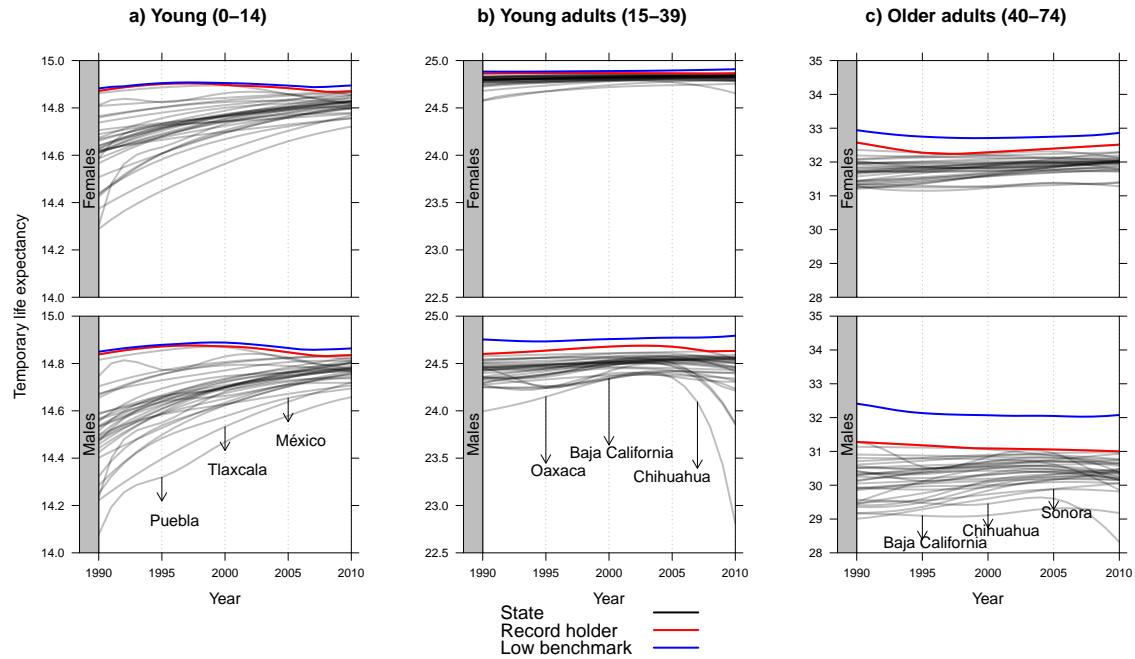 a) Young (0–14)
b) Young adults (15–39)
c) Older adults (40–74)
Temporary life expectancy
Females
15.0
14.8
14.6
14.4
14.2
14.0
Females
25.0
24.5
24.0
23.5
23.0
22.5
Females
35
34
33
32
31
30
29
28
Males
15.0
14.8
14.6
14.4
14.2
14.0
México
Tlaxcala
Puebla
1990
1995
2000
2005
2010
Year
Males
25.0
24.5
24.0
23.5
23.0
22.5
Baja California
Oaxaca
Chihuahua
1990
1995
2000
2005
2010
Year
Males
35
34
33
32
31
30
29
28
Sonora
Chihuahua
Baja California
1990
1995
2000
2005
2010
Year
State
Record holder
Low benchmark